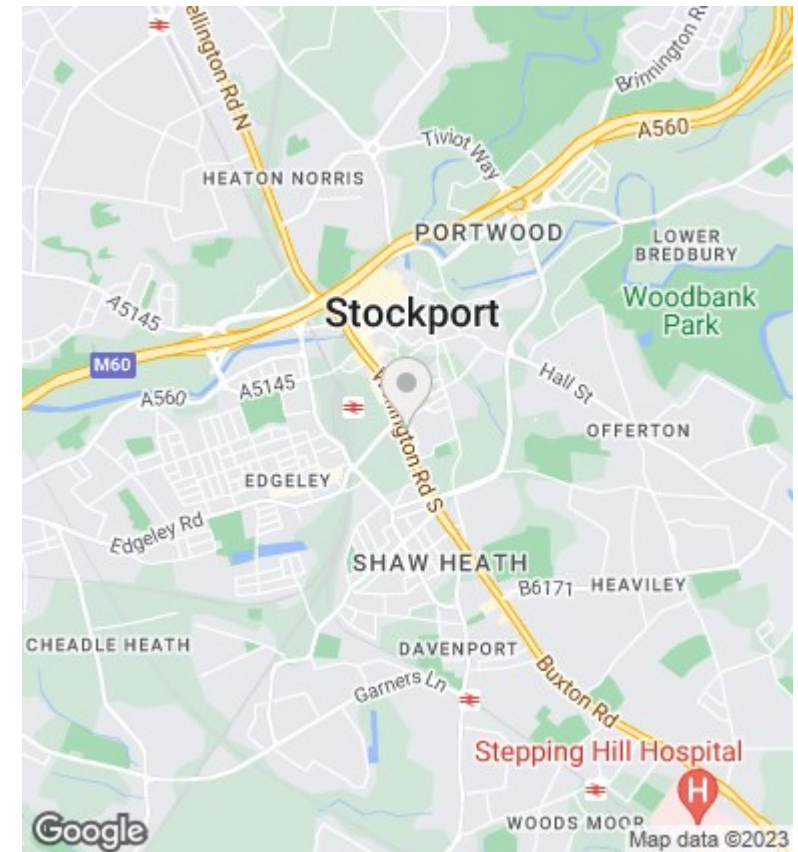 ellington Rd N
Brinnington R
A560
Tiviot Way
HEATON NORRIS
PORTWOOD
LOWER
BREDBURY
Woodbank
Park
A5145
Stockport
M60
A560
A5145
Hall St
Wellington Rd S
OFFERTON
EDGELEY
Edgeley Rd
SHAW HEATH
B6171
HEAVILEY
CHEADLE HEATH
DAVENPORT
Garners Ln
Buxton Rd
Stepping Hill Hospital
H
WOODS MOOR
Google
Map data ©2023